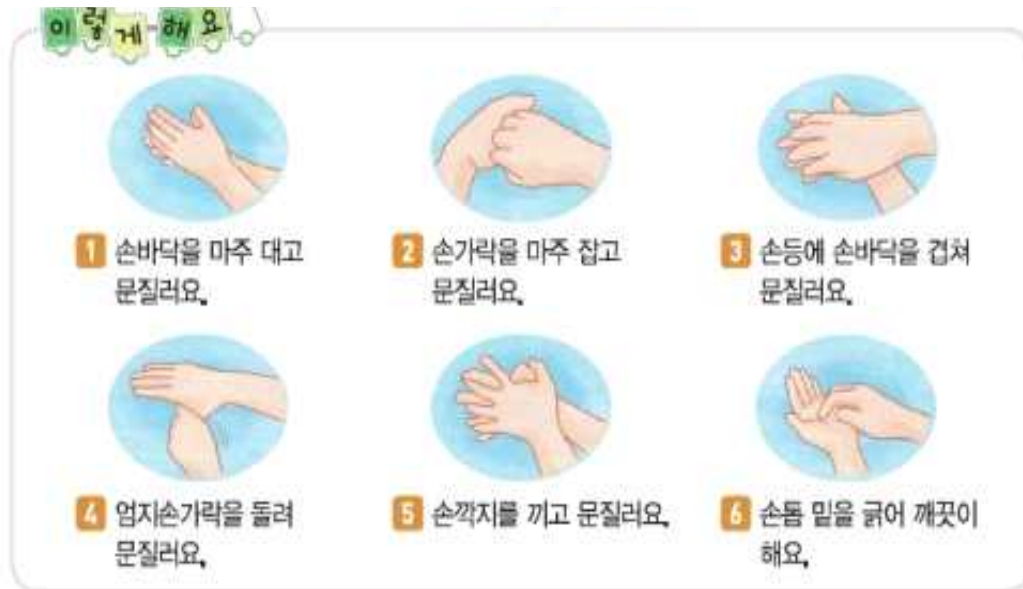 이렇게 해요
1 손바닥을 마주 대고
문질러요.
2 손가락을 마주 잡고
문질러요.
3 손등에 손바닥을 겹쳐
문질러요.
4 엄지손가락을 돌려
문질러요.
5 손깍지를 끼고 문질러요.
6 손톱 밑을 긁어 깨끗이
해요.